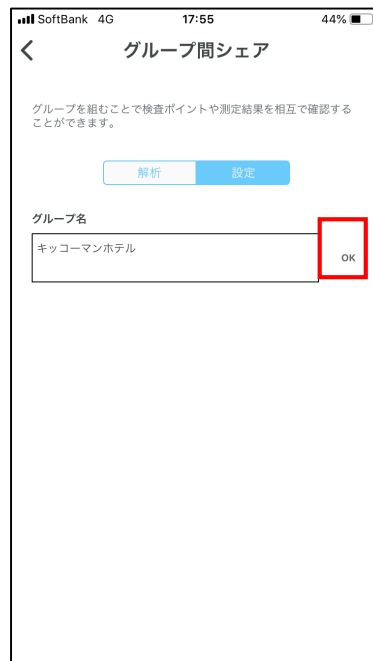 SoftBank 4G 17:55 44%
グループ間シェア
グループを組むことで検査ポイントや測定結果を相互で確認する
ことができます。
解析 設定
グループ名
キッコーマンホテル
OK